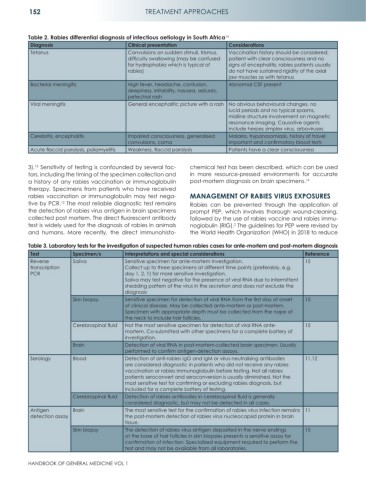 152
TREATMENT APPROACHES
Table 2. Rabies differential diagnosis of infectious aetiology in South Africa
Diagnosis Clinical presentation Considerations
Tetanus Convulsions on sudden stimuli, trismus, Vaccination history should be considered,
difficulty swallowing (may be confused patient with clear consciousness and no
for hydrophobia which is typical of signs of encephalitis; rabies patients usually
rabies) do not have sustained rigidity of the axial
jaw muscles as with tetanus
Bacterial meningitis High fever, headache, confusion, Abnormal CSF present
sleepiness, irritability, nausea, seizures,
petechial rash
Viral meningitis General encephalitic picture with a rash No obvious behavioural changes, no
lucid periods and no typical spasms,
midline structure involvement on magnetic
resonance imaging. Causative agents
include herpes simplex virus, arboviruses
Cerebritis, encephalitis Impaired consciousness, generalised Malaria, trypanosomiasis, history of travel
convulsions, coma important and confirmatory blood tests
Acute flaccid paralysis, poliomyelitis Weakness, flaccid paralysis Patients have a clear consciousness
3). Sensitivity of testing is confounded by several fac-
tors, including the timing of the specimen collection and
a history of any rabies vaccination or immunoglobulin
therapy. Specimens from patients who have received
rabies vaccination or immunoglobulin may test nega-
tive by PCR. The most reliable diagnostic test remains
the detection of rabies virus antigen in brain specimens
collected post mortem. The direct fluorescent antibody
test is widely used for the diagnosis of rabies in animals
and humans. More recently, the direct immunohisto-
chemical test has been described, which can be used
in more resource-pressed environments for accurate
post-mortem diagnosis on brain specimens.
MANAGEMENT OF RABIES VIRUS EXPOSURES
Rabies can be prevented through the application of
prompt PEP, which involves thorough wound-cleaning,
followed by the use of rabies vaccine and rabies immu-
noglobulin (RIG). The guidelines for PEP were revised by
the World Health Organization (WHO) in 2018 to reduce
Table 3. Laboratory tests for the investigation of suspected human rabies cases for ante-mortem and post-mortem diagnosis
Test Specimen/s Interpretations and special considerations Reference
Reverse Saliva Sensitive specimen for ante-mortem investigation. 10
transcription Collect up to three specimens at different time points (preferably, e.g.
PCR day 1, 2, 5) for most sensitive investigation.
Saliva may test negative for the presence of viral RNA due to intermittent
shedding pattern of the virus in the secretion and does not exclude the
diagnosis
Skin biopsy Sensitive specimen for detection of viral RNA from the first day of onset 10
of clinical disease. May be collected ante-mortem or post-mortem.
Specimen with appropriate depth must be collected from the nape of
the neck to include hair follicles.
Cerebrospinal fluid Not the most sensitive specimen for detection of viral RNA ante- 10
mortem. Co-submitted with other specimens for a complete battery of
investigation.
Brain Detection of viral RNA in post-mortem-collected brain specimen. Usually
performed to confirm antigen-detection assays.
Serology Blood Detection of anti-rabies IgG and IgM or virus neutralising antibodies 11,12
are considered diagnostic in patients who did not receive any rabies
vaccination or rabies immunoglobulin before testing. Not all rabies
patients seroconvert and seroconversion is usually diminished. Not the
most sensitive test for confirming or excluding rabies diagnosis, but
included for a complete battery of testing.
Cerebrospinal fluid Detection of rabies antibodies in cerebrospinal fluid is generally
considered diagnostic, but may not be detected in all cases.
Antigen Brain The most sensitive test for the confirmation of rabies virus infection remains 11
detection assay the post-mortem detection of rabies virus nucleocapsid protein in brain
tissue.
Skin biopsy The detection of rabies virus antigen deposited in the nerve endings 10
at the base of hair follicles in skin biopsies presents a sensitive assay for
confirmation of infection. Specialised equipment required to perform the
test and may not be available from all laboratories.
HANDBOOK OF GENERAL MEDICINE VOL 1